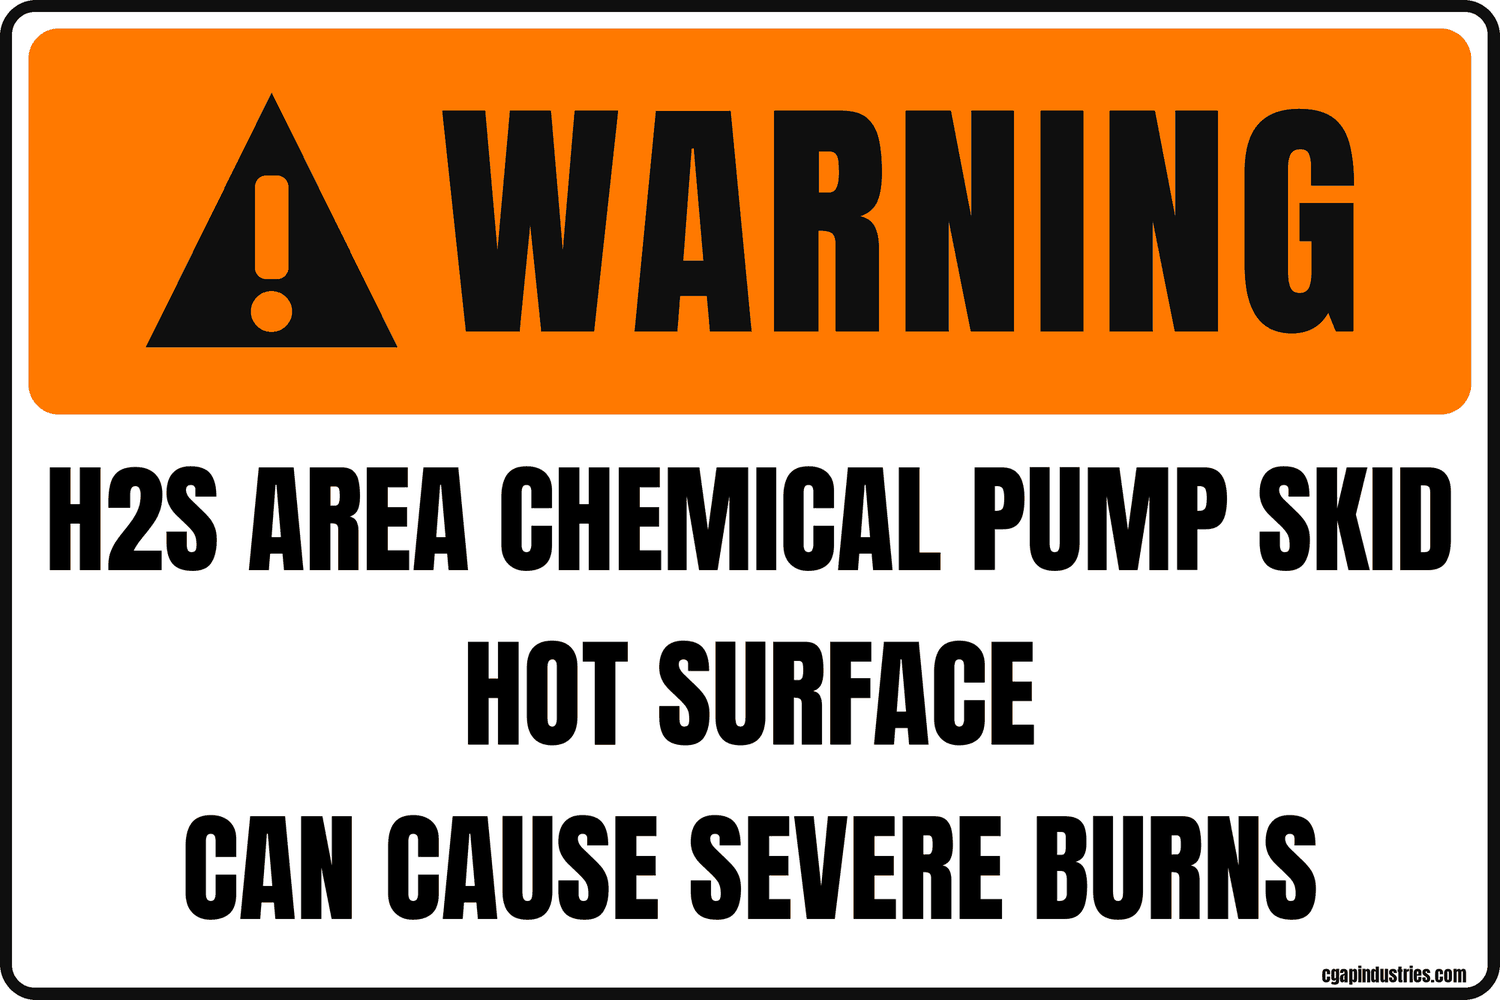 WARNING
H2S AREA CHEMICAL PUMP SKID
HOT SURFACE
CAN CAUSE SEVERE BURNS
cgapindustries.com